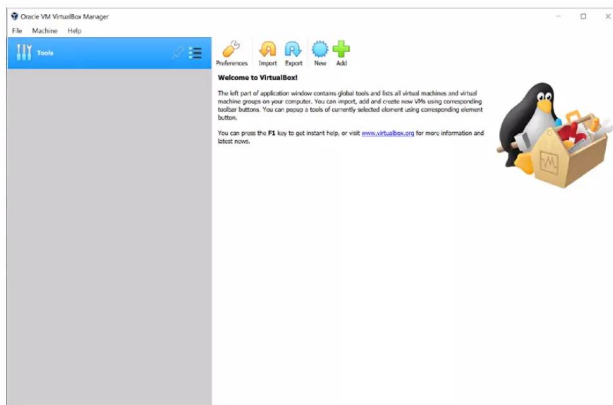 Oracle VM VirtualBox Manager
File Machine Help
Tools
Preferences Import Export New Add
Welcome to VirtualBox!
The left part of application window contains global tools and lists all virtual machines and virtual
machine groups on your computer. You can import, add and create new VMs using corresponding
toolbar buttons. You can popup a tools of currently selected element using corresponding element
button.
You can press the F1 key to get instant help, or visit www.virtualbox.org for more information and
latest news.